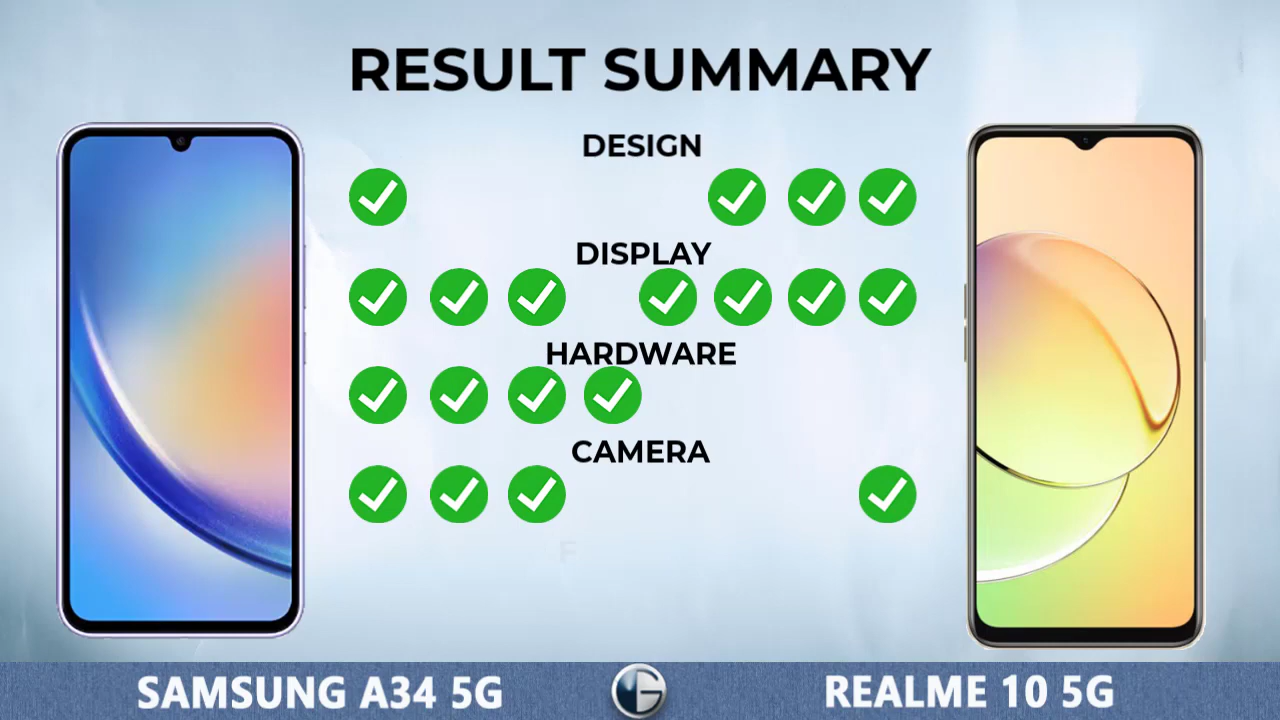 RESULT SUMMARY
DESIGN
DISPLAY
HARDWARE
CAMERA
F
SAMSUNG A34 5G
REALME 10 5G